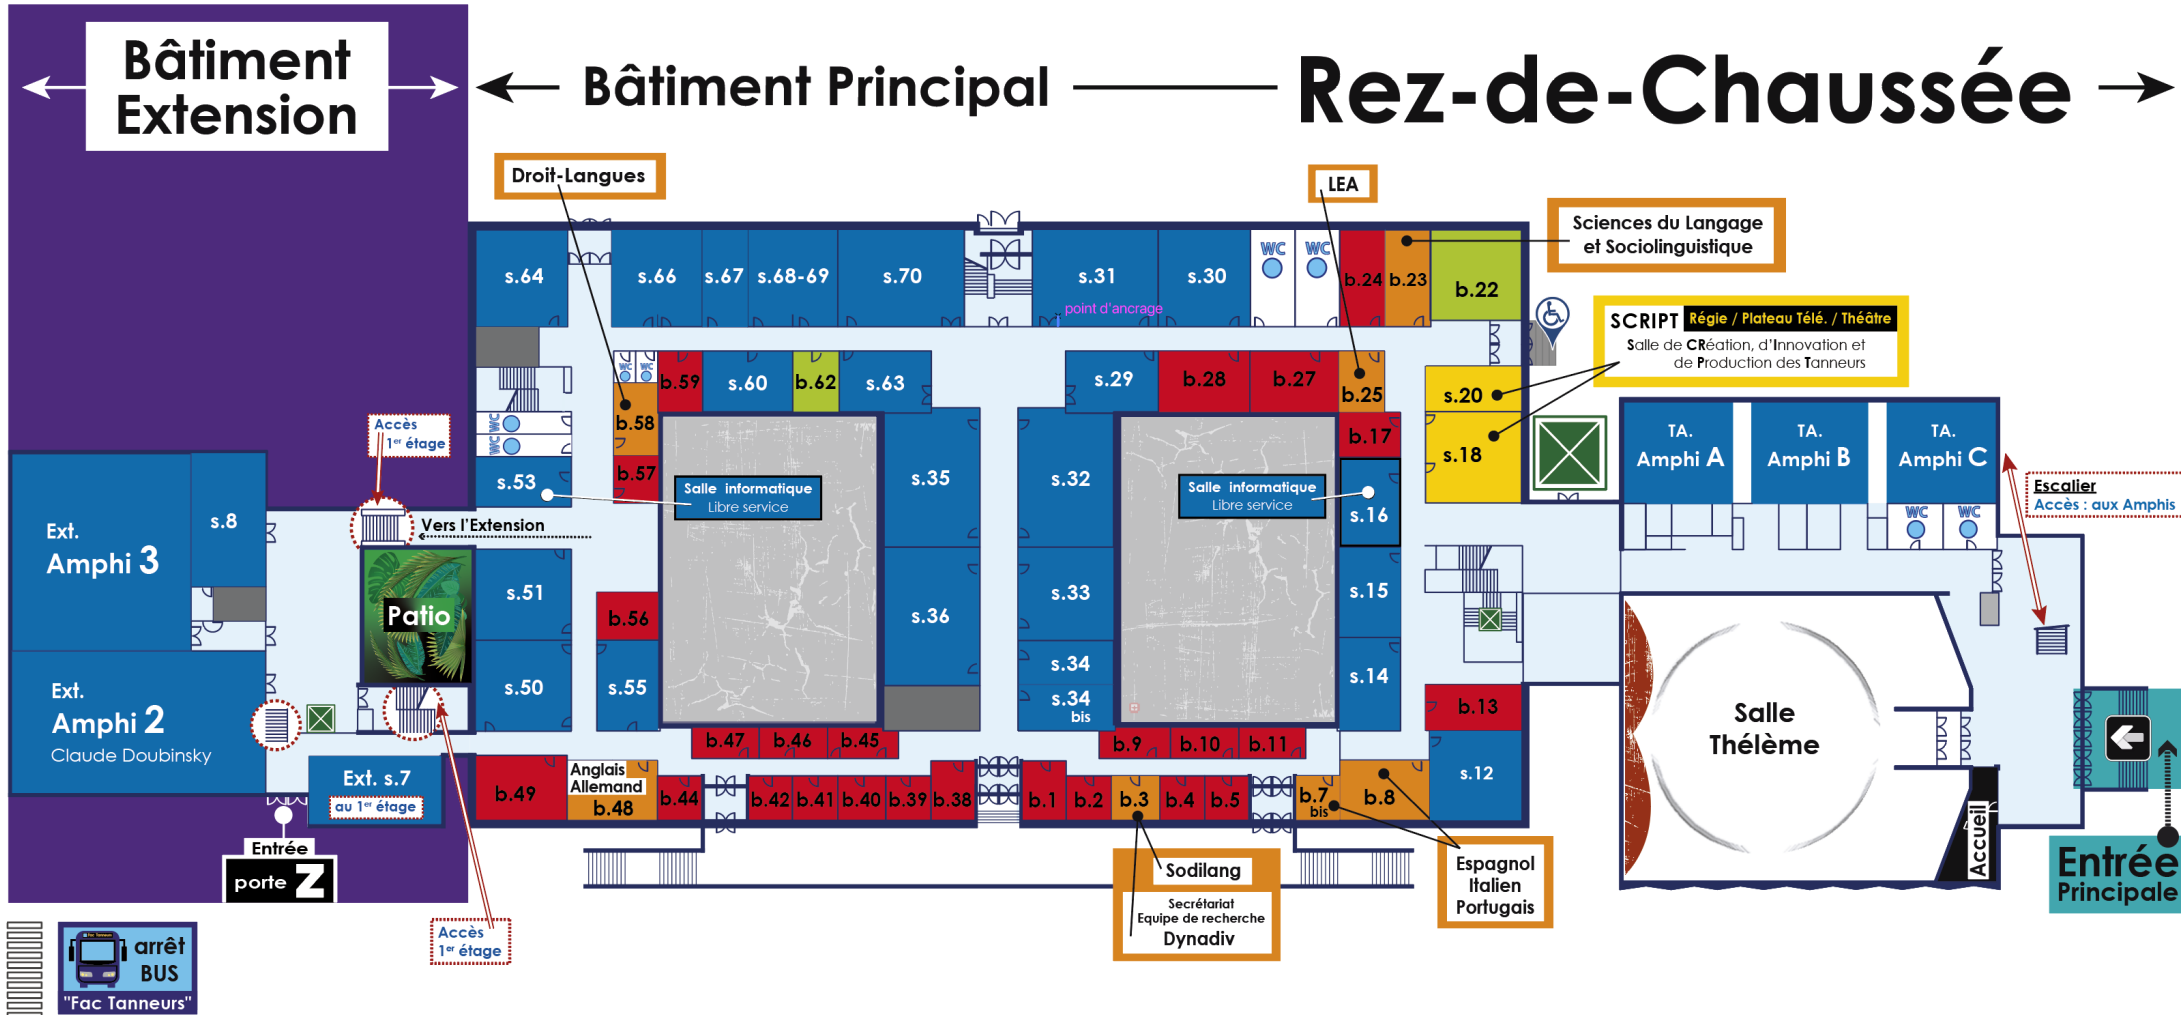 Bâtiment
Extension
Bâtiment Principal
Rez-de-Chaussée
Droit-Langues
LEA
Sciences du Langage
et Sociolinguistique
SCRIPT Régie / Plateau Télé. / Théâtre
Salle de CRéation, d'Innovation et
de Production des Tanneurs
s.64
s.66
s.67
s.68-69
s.70
s.31
point d'ancrage
s.30
WC
WC
b.24
b.23
b.22
WC
WC
b.59
s.60
b.62
s.63
s.29
b.28
b.27
b.25
s.20
b.58
b.17
s.18
WC
WC
b.57
s.53
Accès
1er étage
Salle informatique
Libre service
s.35
s.32
Salle informatique
Libre service
s.16
TA.
Amphi A
TA.
Amphi B
TA.
Amphi C
WC
WC
Escalier
Accès : aux Amphis
Vers l'Extension
Ext.
Amphi 3
s.8
Patio
s.51
b.56
s.36
s.33
s.15
s.50
s.55
s.34
s.34
bis
s.14
b.13
Ext.
Amphi 2
Claude Doubinsky
Salle
Thélème
b.47
b.46
b.45
b.9
b.10
b.11
s.12
Ext. s.7
au 1er étage
b.49
Anglais
Allemand
b.48
b.44
b.42
b.41
b.40
b.39
b.38
b.1
b.2
b.3
b.4
b.5
b.7
bis
b.8
Accueil
Entrée
Principale
Entrée
porte Z
Sodilang
Secrétariat
Equipe de recherche
Dynadiv
Espagnol
Italien
Portugais
Accès
1er étage
Fac Tanneurs
arrêt
BUS
"Fac Tanneurs"